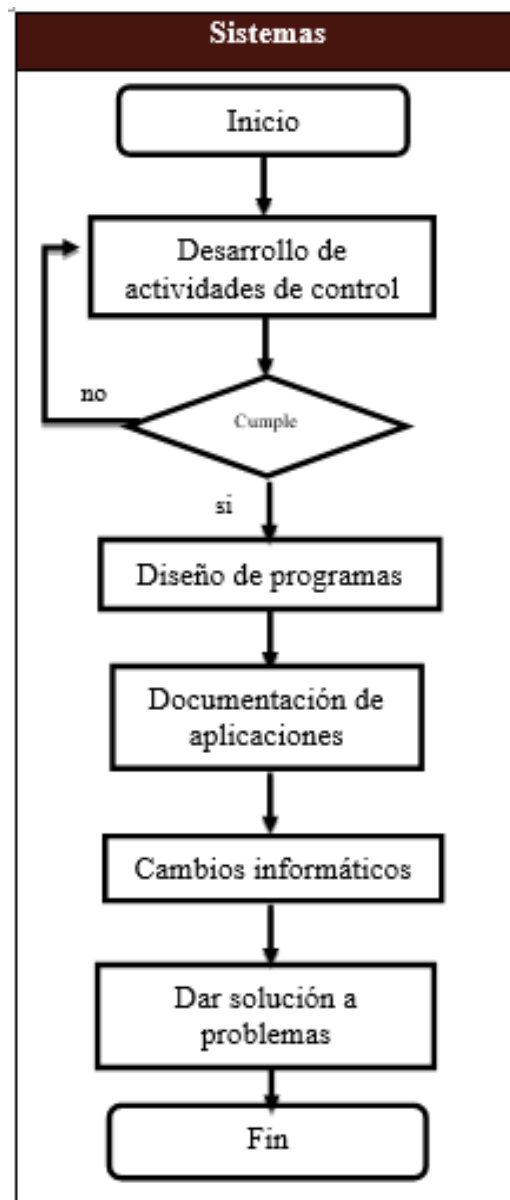 Sistemas
Inicio
Desarrollo de
actividades de control
no
Cumple
si
Diseño de programas
Documentación de
aplicaciones
Cambios informáticos
Dar solución a
problemas
Fin